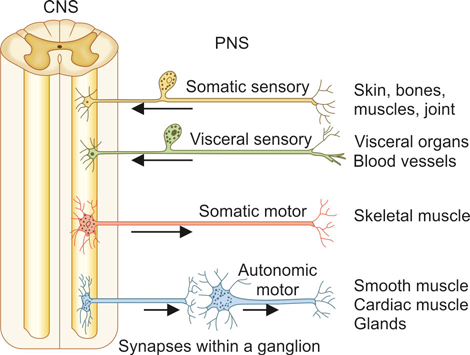 CNS
PNS
Somatic sensory
Skin, bones,
muscles, joint
Visceral sensory
Visceral organs
Blood vessels
Somatic motor
Skeletal muscle
Autonomic
motor
Smooth muscle
Cardiac muscle
Glands
Synapses within a ganglion